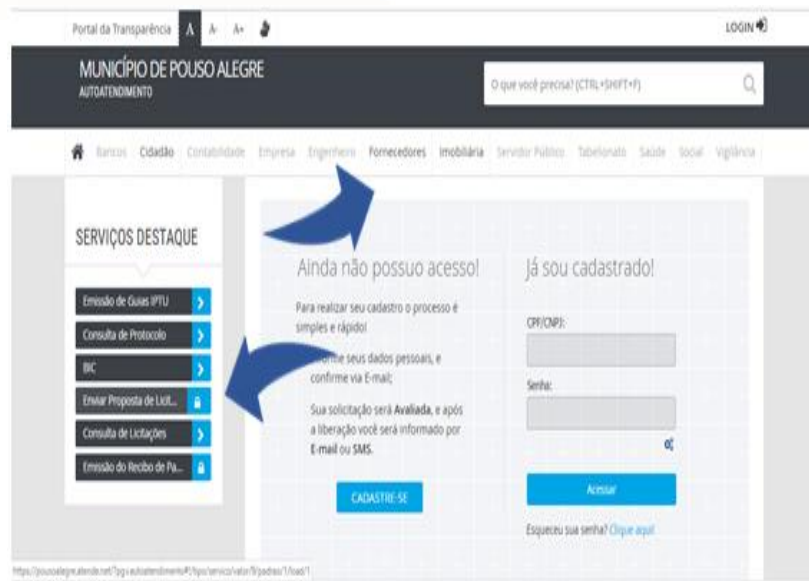 Portal da Transparência A A- A+ LOGIN
MUNICÍPIO DE POUSO ALEGRE
AUTOATENDIMENTO
O que você precisa? (CTRL+SHIFT+F)
Bancos Cidadão Contabilidade Empresa Engenheiro Fornecedores Imobiliária Servidor Público Tabelionato Saúde Social Vigilância
SERVIÇOS DESTAQUE
Emissão de Guias IPTU
Consulta de Protocolo
BIC
Enviar Proposta de Licit...
Consulta de Licitações
Emissão do Recibo de Pa...
Ainda não possuo acesso!
Para realizar seu cadastro o processo é
simples e rápido!
seus dados pessoais, e
confirme via E-mail;
Sua solicitação será Avaliada, e após
a liberação você será informado por
E-mail ou SMS.
CADASTRE-SE
Já sou cadastrado!
CPF/CNPJ:
Senha:
Acessar
Esqueceu sua senha? Clique aqui!